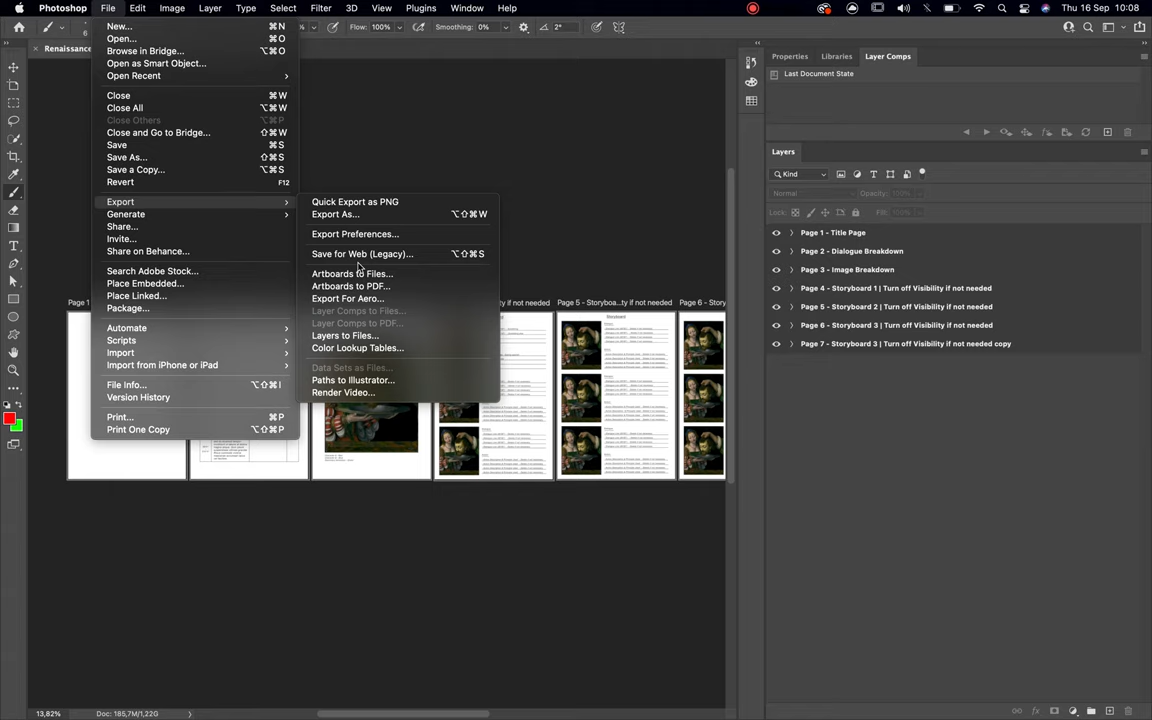 Photoshop File Edit Image Layer Type Select Filter 3D View Plugins Window Help Thu 16 Sep 10:08
Flow: 100% Smoothing: 0% 2°
Renaissanc
New... ⌘N
Open... ⌘O
Browse in Bridge... ⌥⌘O
Open as Smart Object...
Open Recent
Close ⌘W
Close All ⌥⌘W
Close Others ⌥⌘P
Close and Go to Bridge... ⇧⌘W
Save ⌘S
Save As... ⇧⌘S
Save a Copy... ⌥⌘S
Revert F12
Export
Generate
Share...
Invite...
Share on Behance...
Search Adobe Stock...
Place Embedded...
Place Linked...
Package...
Automate
Scripts
Import
Import from iPhone or iPad
File Info... ⌥⇧⌘I
Version History
Print... ⌘P
Print One Copy ⌥⇧⌘P
Quick Export as PNG
Export As... ⌥⇧⌘W
Export Preferences...
Save for Web (Legacy)... ⌥⇧⌘S
Artboards to Files...
Artboards to PDF...
Export For Aero...
Layer Comps to Files...
Layer Comps to PDF...
Layers to Files...
Color Lookup Tables...
Data Sets as Files...
Paths to Illustrator...
Render Video...
Page 1
ty if not needed
Page 5 - Storyboa...ty if not needed
Page 6 - Stor
Storyboard
Properties Libraries Layer Comps
Last Document State
Layers
Kind
Normal Opacity: 100%
Lock: Fill: 100%
Page 1 - Title Page
Page 2 - Dialogue Breakdown
Page 3 - Image Breakdown
Page 4 - Storyboard 1 | Turn off Visibility if not needed
Page 5 - Storyboard 2 | Turn off Visibility if not needed
Page 6 - Storyboard 3 | Turn off Visibility if not needed
Page 7 - Storyboard 3 | Turn off Visibility if not needed copy
13,82% Doc: 185,7M/1,22G